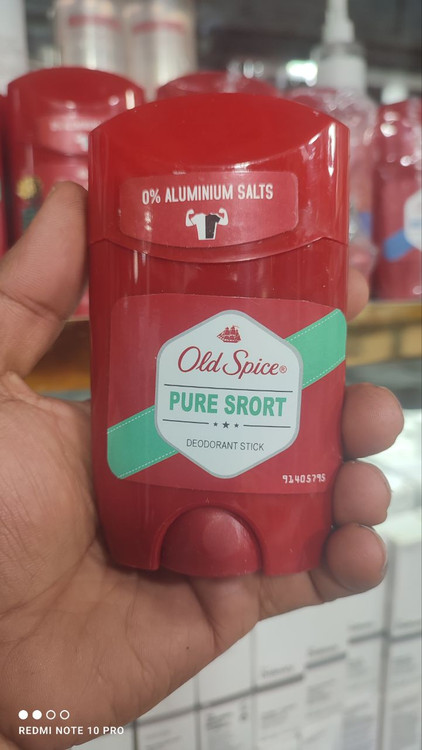 0% ALUMINIUM SALTS
Old Spice®
PURE SRORT
DEODORANT STICK
91405795
REDMI NOTE 10 PRO